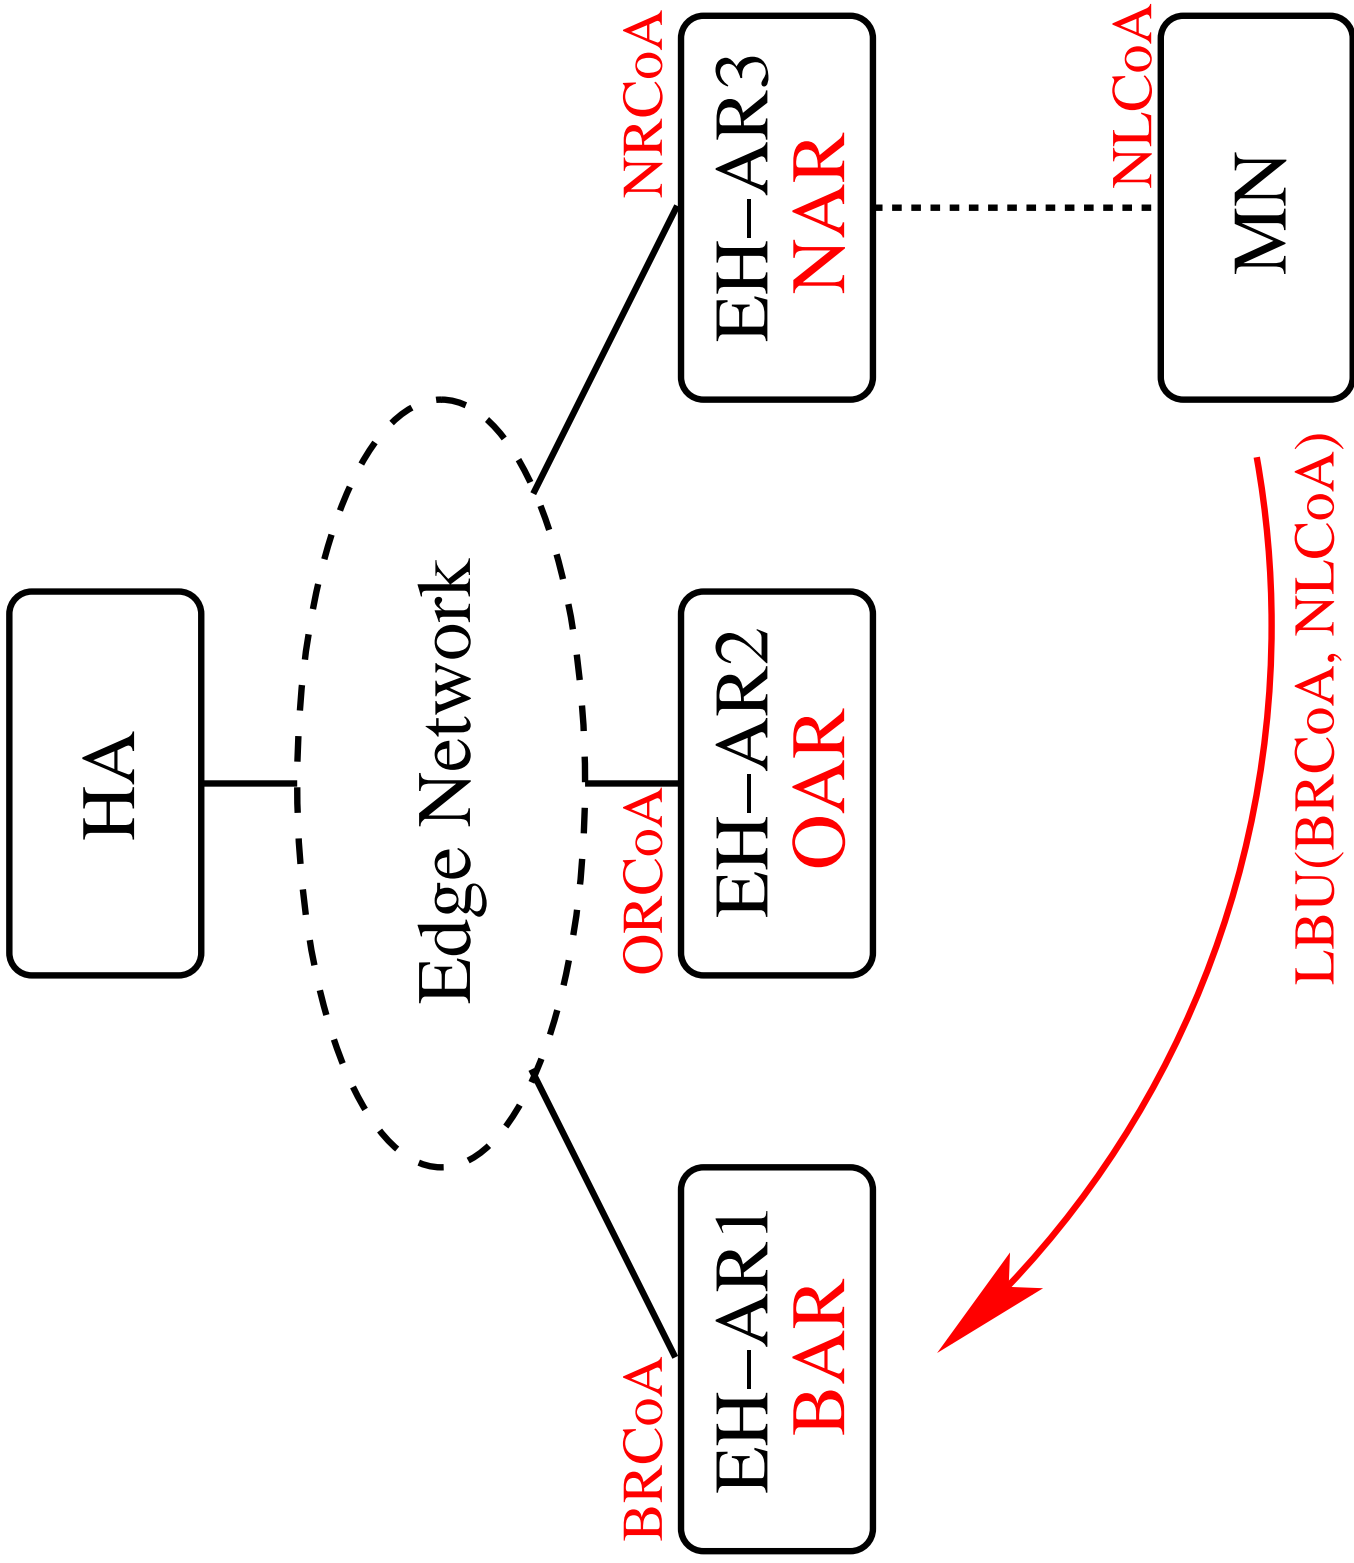 HA
Edge Network
BRCoA
ORCoA
NRCoA
EH–AR1
BAR
EH–AR2
OAR
EH–AR3
NAR
NLCoA
MN
LBU(BRCoA, NLCoA)